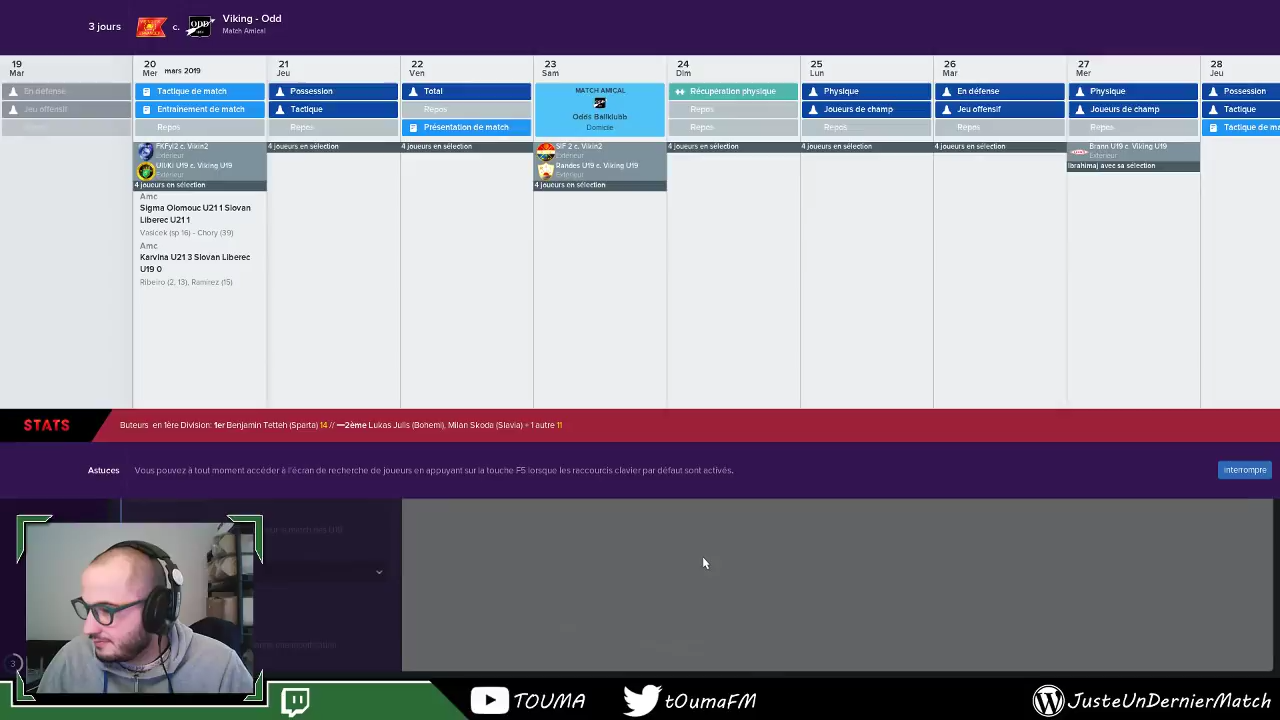 3 jours
c.
Viking - Odd
Match Amical
19
Mar
20
Mer
mars 2019
21
Jeu
22
Ven
23
Sam
24
Dim
25
Lun
26
Mar
27
Mer
28
Jeu
En défense
Tactique de match
Possession
Total
MATCH AMICAL
Récupération physique
Physique
En défense
Physique
Possession
Jeu offensif
Entraînement de match
Tactique
Repos
Odds Ballklubb
Repos
Joueurs de champ
Jeu offensif
Joueurs de champ
Tactique
Repos
Repos
Repos
Présentation de match
Domicile
Repos
Repos
Repos
Repos
Tactique de ma
FKFyl2 c. Vikin2
Extérieur
Ull/Ki U19 c. Viking U19
Extérieur
4 joueurs en sélection
4 joueurs en sélection
4 joueurs en sélection
SIF 2 c. Vikin2
Extérieur
Randes U19 c. Viking U19
Extérieur
4 joueurs en sélection
4 joueurs en sélection
4 joueurs en sélection
4 joueurs en sélection
Brann U19 c. Viking U19
Extérieur
Ibrahimaj avec sa sélection
Amc
Sigma Olomouc U21 1 Slovan
Liberec U21 1
Vasicek (sp 16) - Chory (39)
Amc
Karvina U21 3 Slovan Liberec
U19 0
Ribeiro (2, 13), Ramirez (15)
STATS
Buteurs en 1ère Division: 1er Benjamin Tetteh (Sparta) 14 // —2ème Lukas Julis (Bohemi), Milan Skoda (Slavia) + 1 autre 11
Astuces
Vous pouvez à tout moment accéder à l'écran de recherche de joueurs en appuyant sur la touche F5 lorsque les raccourcis clavier par défaut sont activés.
Interrompre
3
TOUMA
tOumaFM
JusteUnDernierMatch